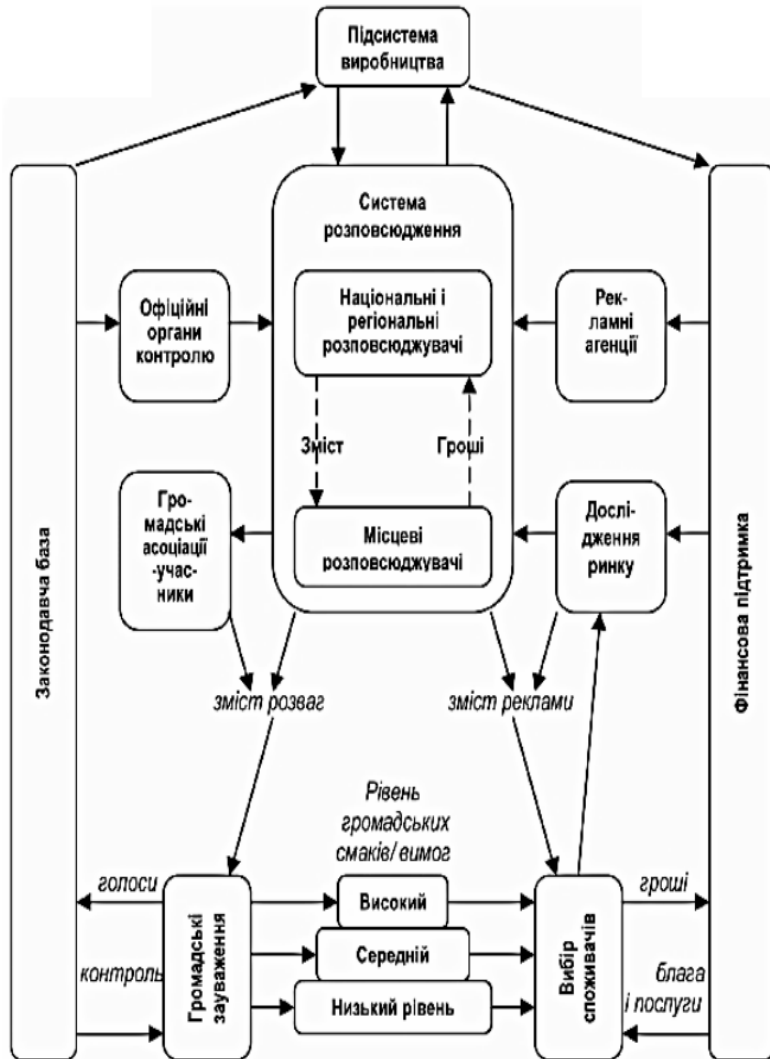 Підсистема
виробництва
Система
розповсюдження
Офіційні
органи
контролю
Національні і
регіональні
розповсюджувачі
Рек-
ламні
агенції
Зміст
Гроші
Гро-
мадські
асоціації
-учас-
ники
Місцеві
розповсюджувачі
Дослі-
дження
ринку
Законодавча база
Фінансова підтримка
зміст розваг
зміст реклами
Рівень
громадських
смаків/ вимог
голоси
Високий
гроші
Громадські
зауваження
Середній
Вибір
споживачів
контроль
Низький рівень
блага
і послуги